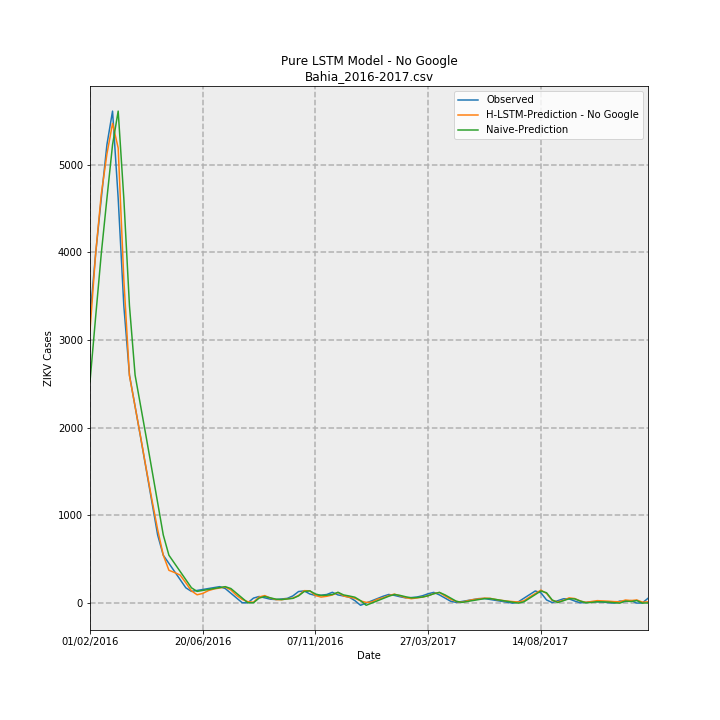 Pure LSTM Model - No Google
Bahia_2016-2017.csv
Observed
H-LSTM-Prediction - No Google
Naive-Prediction
5000
4000
3000
2000
1000
0
ZIKV Cases
01/02/2016
20/06/2016
07/11/2016
27/03/2017
14/08/2017
Date